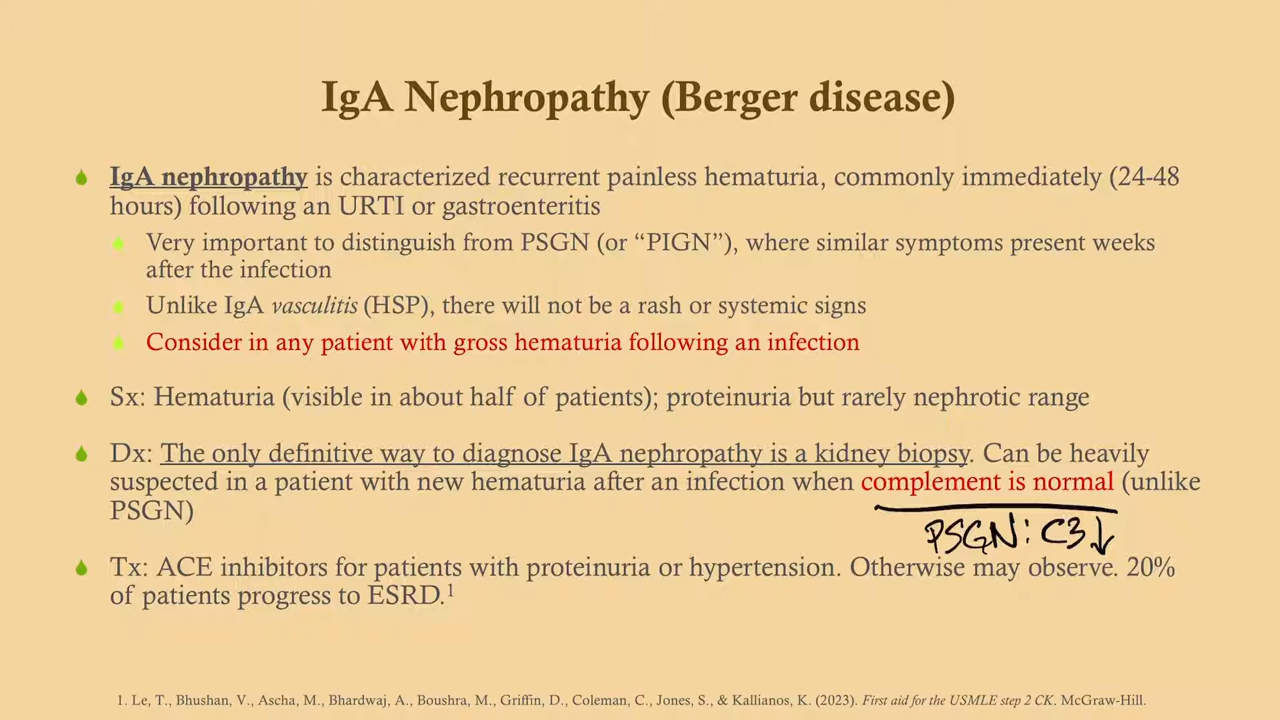 IgA Nephropathy (Berger disease)
IgA nephropathy is characterized recurrent painless hematuria, commonly immediately (24-48
hours) following an URTI or gastroenteritis
Very important to distinguish from PSGN (or “PIGN”), where similar symptoms present weeks
after the infection
Unlike IgA vasculitis (HSP), there will not be a rash or systemic signs
Consider in any patient with gross hematuria following an infection
Sx: Hematuria (visible in about half of patients); proteinuria but rarely nephrotic range
Dx: The only definitive way to diagnose IgA nephropathy is a kidney biopsy. Can be heavily
suspected in a patient with new hematuria after an infection when complement is normal (unlike
PSGN)
PSGN: C3↓
Tx: ACE inhibitors for patients with proteinuria or hypertension. Otherwise may observe. 20%
of patients progress to ESRD.1
1. Le, T., Bhushan, V., Ascha, M., Bhardwaj, A., Boushra, M., Griffin, D., Coleman, C., Jones, S., & Kallianos, K. (2023). First aid for the USMLE step 2 CK. McGraw-Hill.